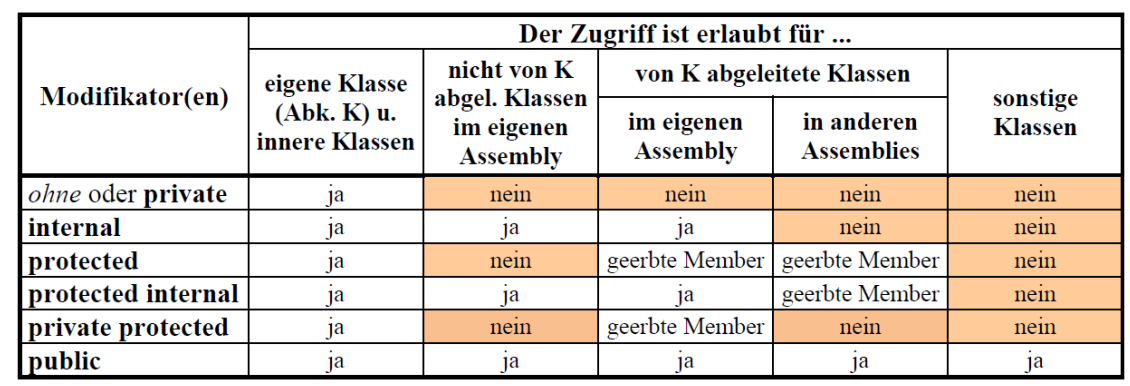 Der Zugriff ist erlaubt für ...
Modifikator(en)
eigene Klasse
(Abk. K) u.
innere Klassen
nicht von K
abgel. Klassen
im eigenen
Assembly
von K abgeleitete Klassen
im eigenen
Assembly
in anderen
Assemblies
sonstige
Klassen
ohne oder private ja nein nein nein nein
internal ja ja ja nein nein
protected ja nein geerbte Member geerbte Member nein
protected internal ja ja ja geerbte Member nein
private protected ja nein geerbte Member nein nein
public ja ja ja ja ja